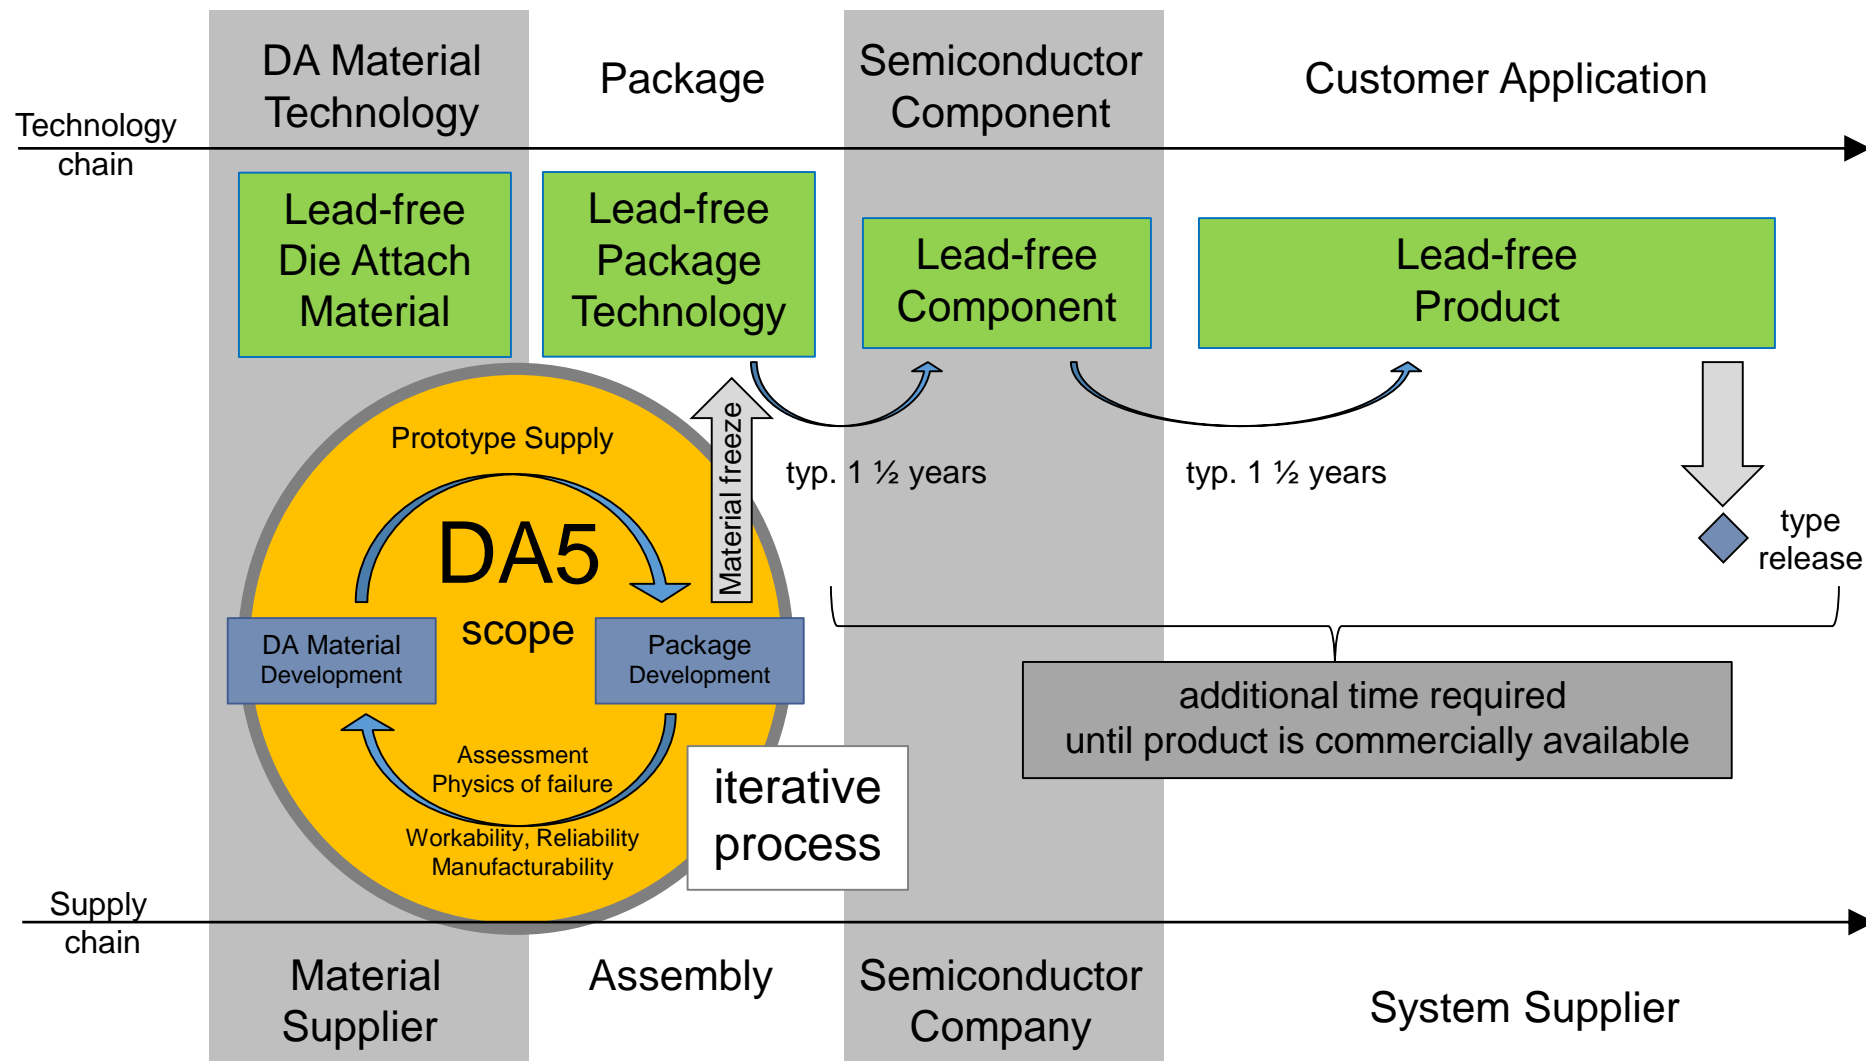 DA Material
Technology
Package
Semiconductor
Component
Customer Application
Technology
chain
Lead-free
Die Attach
Material
Lead-free
Package
Technology
Lead-free
Component
Lead-free
Product
Prototype Supply
Material freeze
typ. 1 ½ years
typ. 1 ½ years
DA5
scope
type
release
DA Material
Development
Package
Development
additional time required
until product is commercially available
Assessment
Physics of failure
Workability, Reliability
Manufacturability
iterative
process
Supply
chain
Material
Supplier
Assembly
Semiconductor
Company
System Supplier